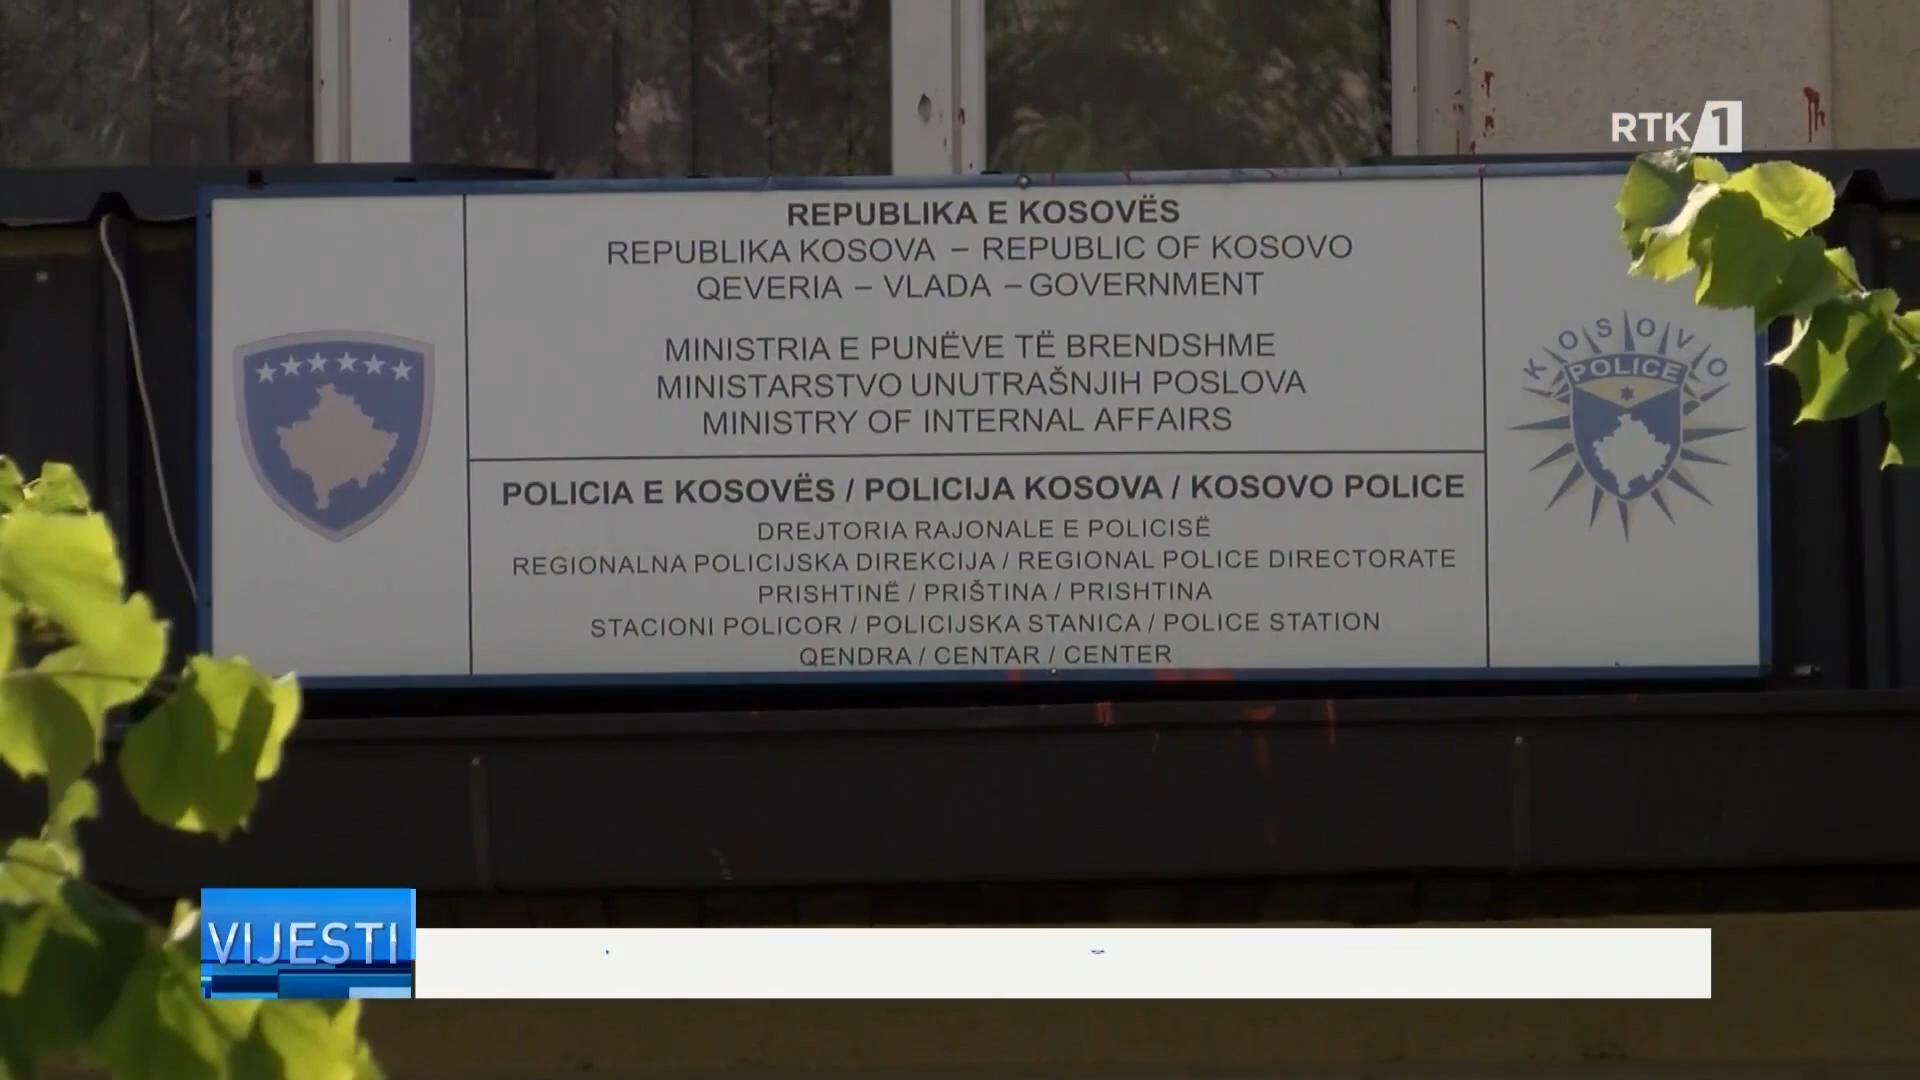 RTK/1
REPUBLIKA E KOSOVËS
REPUBLIKA KOSOVA – REPUBLIC OF KOSOVO
QEVERIA – VLADA – GOVERNMENT
MINISTRIA E PUNËVE TË BRENDSHME
MINISTARSTVO UNUTRAŠNJIH POSLOVA
MINISTRY OF INTERNAL AFFAIRS
KOSOVO
POLICE
POLICIA E KOSOVËS / POLICIJA KOSOVA / KOSOVO POLICE
DREJTORIA RAJONALE E POLICISË
REGIONALNA POLICIJSKA DIREKCIJA / REGIONAL POLICE DIRECTORATE
PRISHTINË / PRIŠTINA / PRISHTINA
STACIONI POLICOR / POLICIJSKA STANICA / POLICE STATION
QENDRA / CENTAR / CENTER
VIJESTI